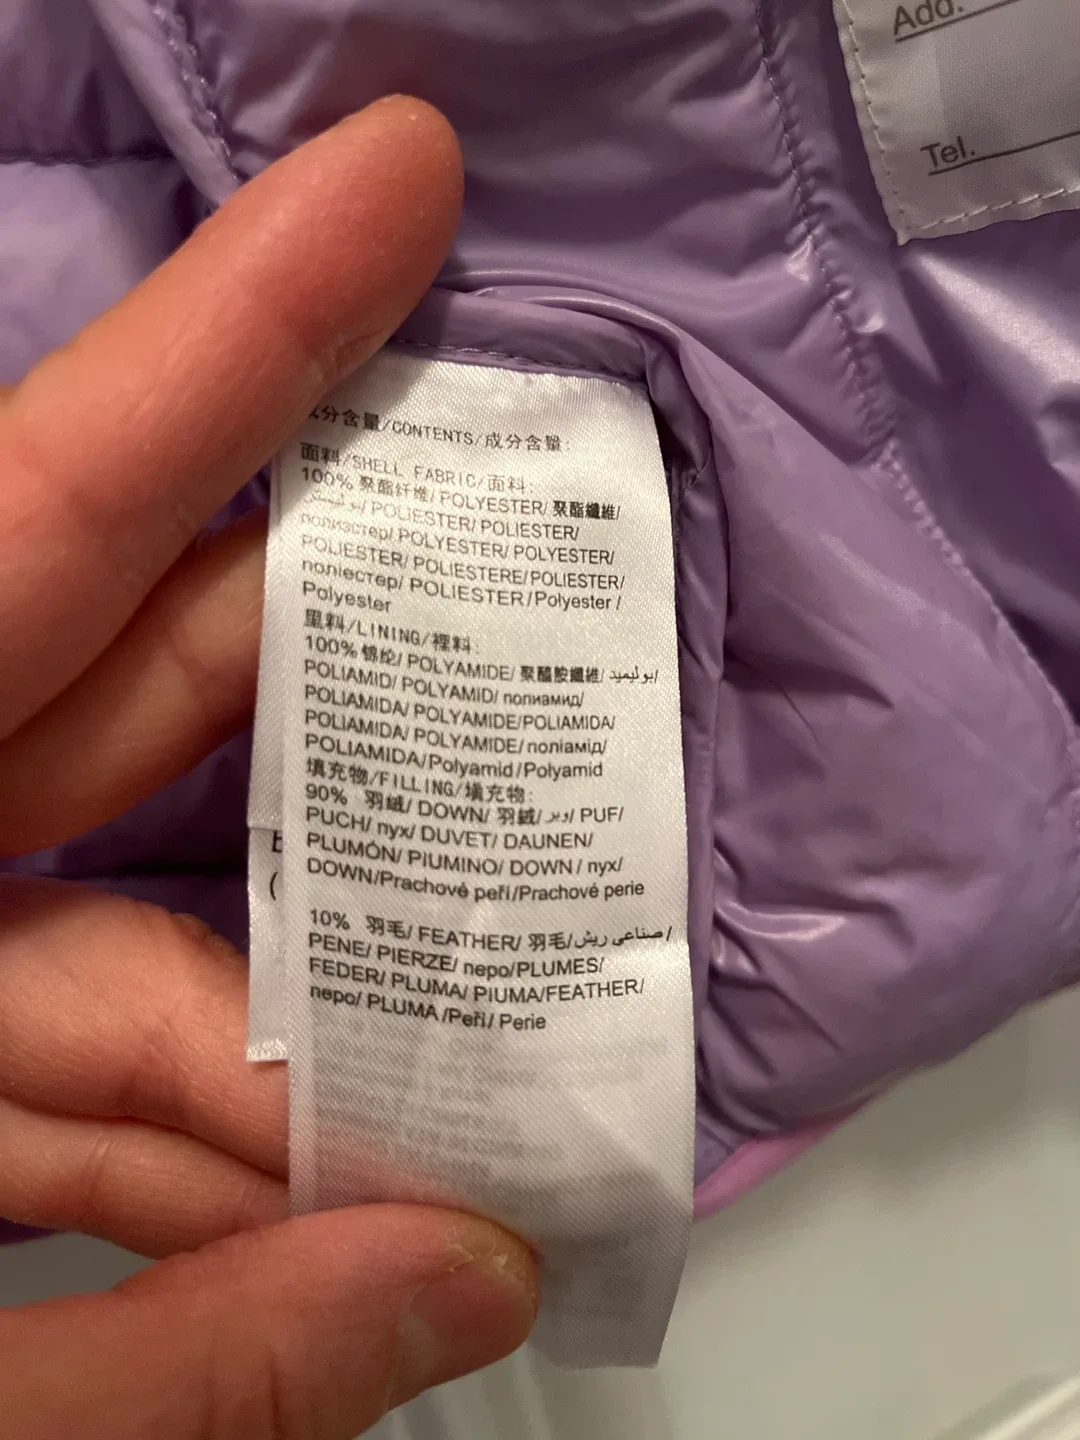 Add.
Tel.
分含量/CONTENTS/成分含量:
面料/SHELL FABRIC/面料:
100% 聚酯纤维/ POLYESTER/ 聚酯纖維/
بوليستر/ POLIESTER/ POLIESTER/
полиэстер/ POLYESTER/ POLYESTER/
POLIESTER/ POLIESTERE/POLIESTER/
поліестер/ POLIESTER/Polyester /
Polyester
里料/LINING/裡料:
100% 锦纶/ POLYAMIDE/ 聚醯胺纖維/ بوليميد/
POLIAMID/ POLYAMID/ полиамид/
POLIAMIDA/ POLYAMIDE/POLIAMIDA/
POLIAMIDA/ POLYAMIDE/ поліамід/
POLIAMIDA/Polyamid/Polyamid
填充物/FILLING/填充物:
90% 羽绒/ DOWN/ 羽絨/ وبر/ PUF/
PUCH/ пух/ DUVET/ DAUNEN/
PLUMÓN/ PIUMINO/ DOWN / пух/
DOWN/Prachové peří/Prachové perie
10% 羽毛/ FEATHER/ 羽毛/ صناعى ريش/
PENE/ PIERZE/ перо/PLUMES/
FEDER/ PLUMA/ PIUMA/FEATHER/
перо/ PLUMA /Peří/ Perie
(